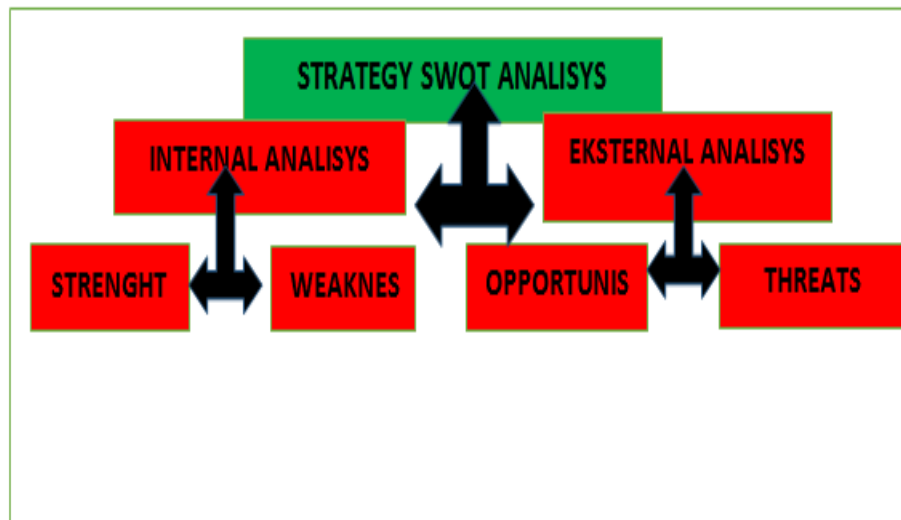 STRATEGY SWOT ANALISYS
INTERNAL ANALISYS
EKSTERNAL ANALISYS
STRENGHT
WEAKNES
OPPORTUNIS
THREATS